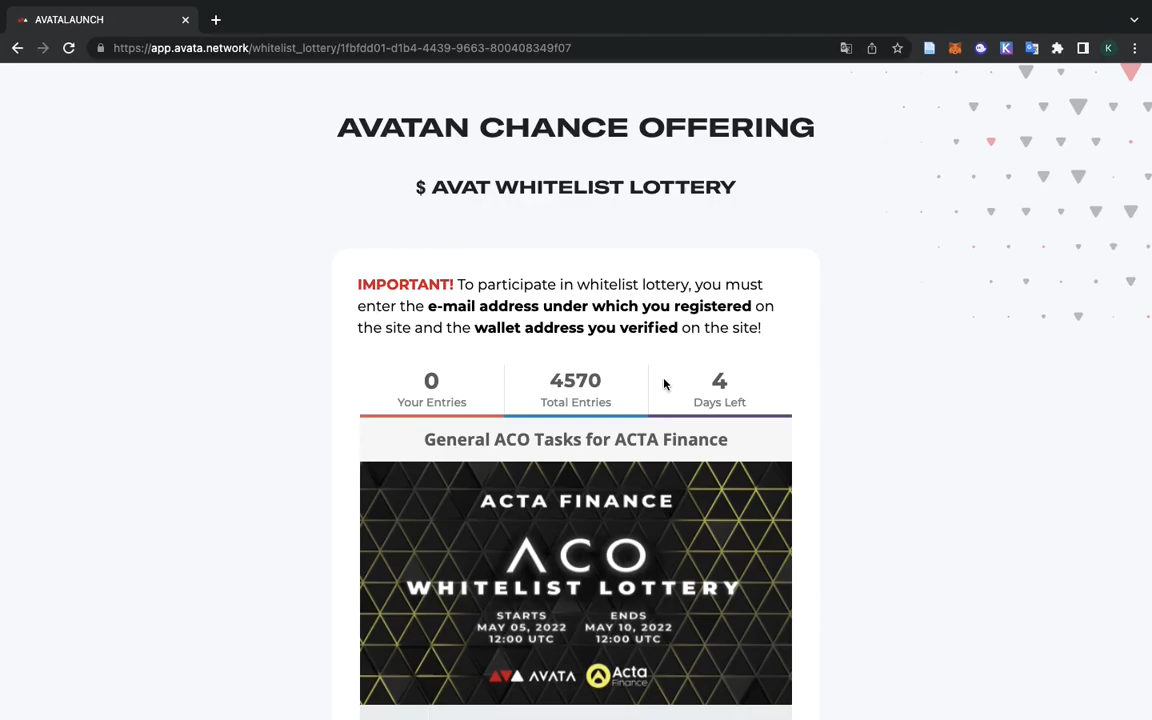 AVATALAUNCH
https://app.avata.network/whitelist_lottery/1fbfdd01-d1b4-4439-9663-800408349f07
K
K
AVATAN CHANCE OFFERING
$ AVAT WHITELIST LOTTERY
IMPORTANT! To participate in whitelist lottery, you must
enter the e-mail address under which you registered on
the site and the wallet address you verified on the site!
0 4570 4
Your Entries Total Entries Days Left
General ACO Tasks for ACTA Finance
ACTA FINANCE
ACO
WHITELIST LOTTERY
STARTS ENDS
MAY 05, 2022 MAY 10, 2022
12:00 UTC 12:00 UTC
AVATA Acta
Finance